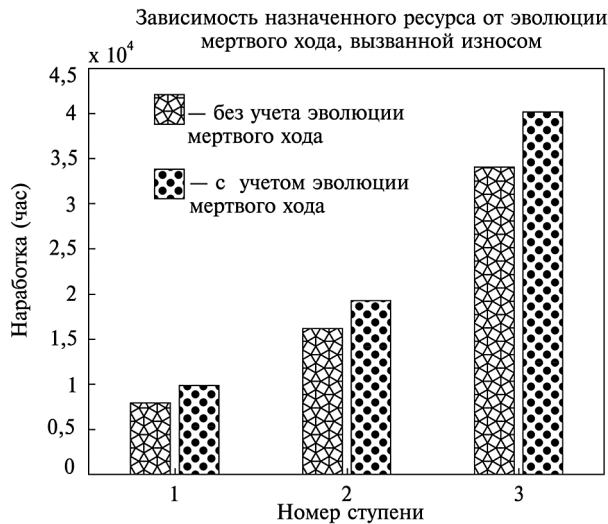 Зависимость назначенного ресурса от эволюции
мертвого хода, вызванной износом
x 10⁴
4,5
4
3,5
3
2,5
2
1,5
1
0,5
0
Наработка (час)
— без учета эволюции
мертвого хода
— с учетом эволюции
мертвого хода
1 2 3
Номер ступени